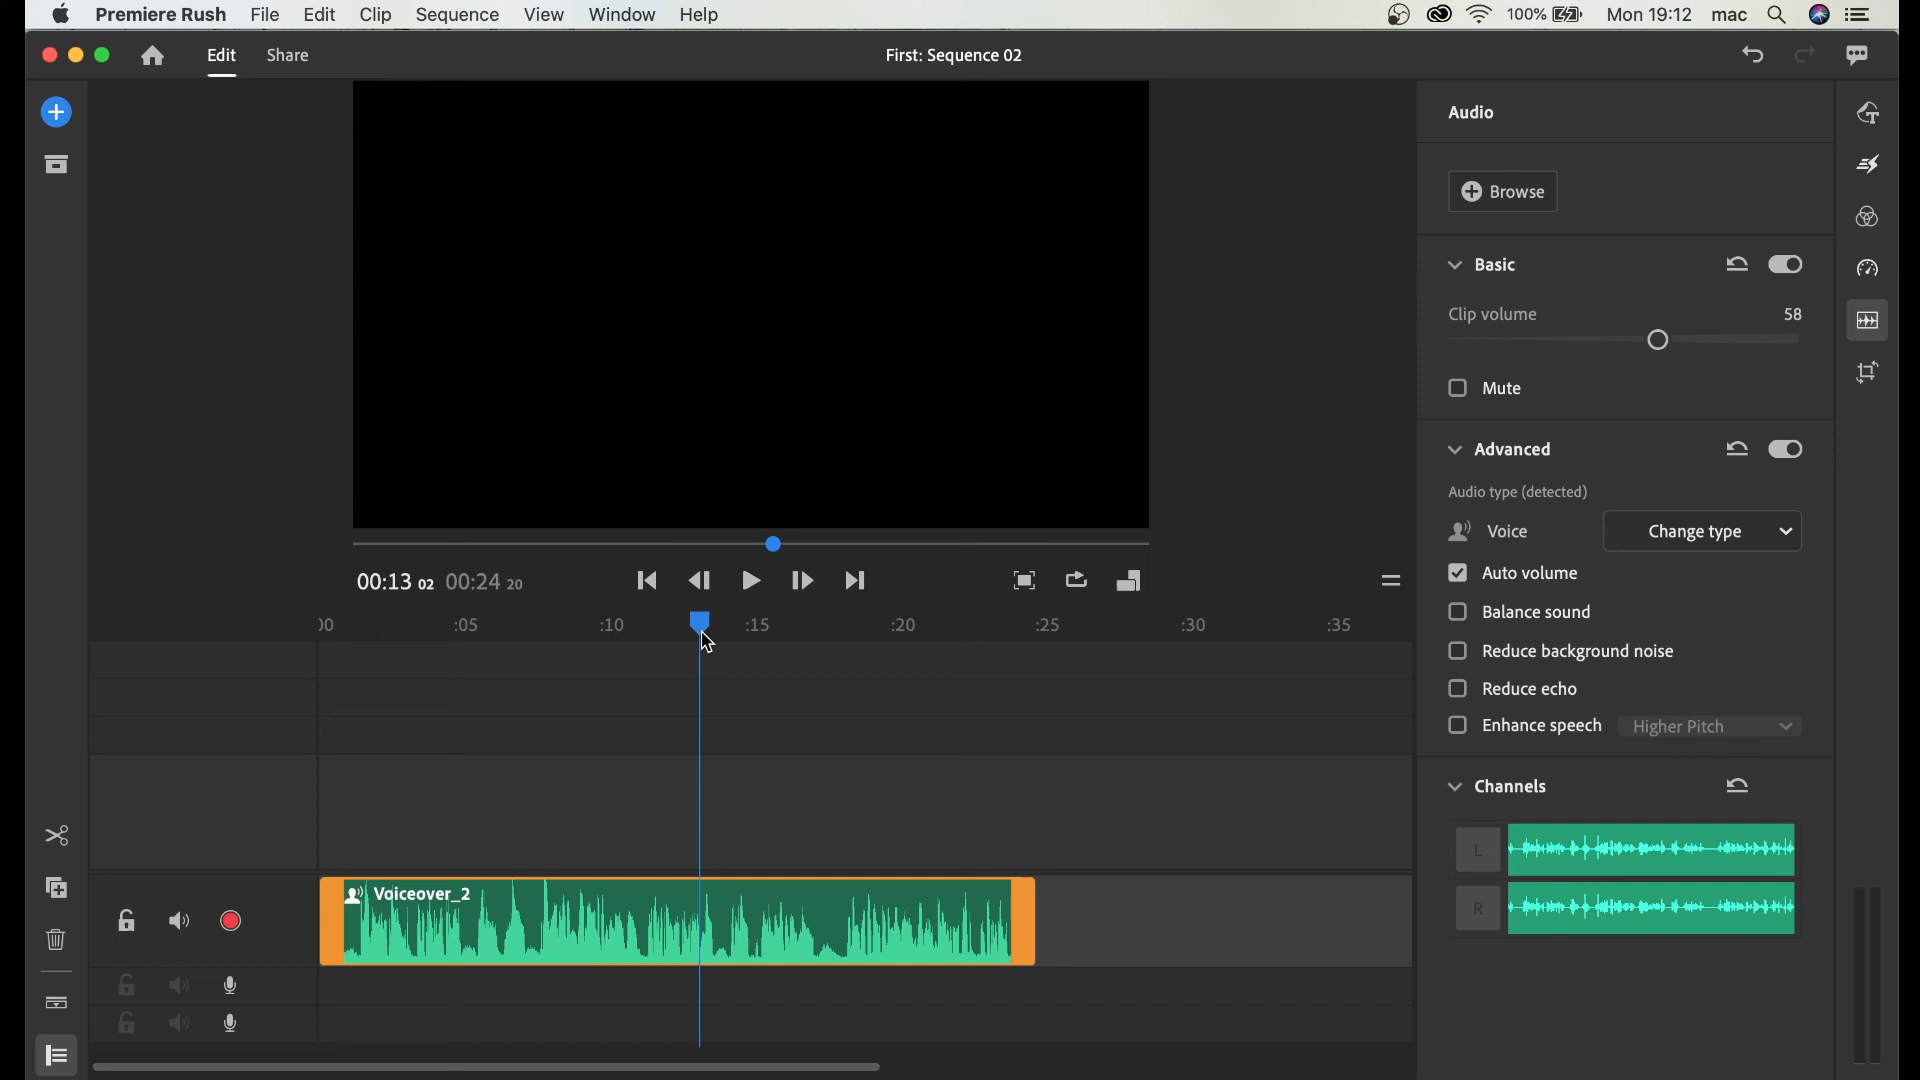 Premiere Rush File Edit Clip Sequence View Window Help 100% Mon 19:12 mac
Edit Share First: Sequence 02
Audio
Browse
Basic
Clip volume 58
Mute
Advanced
Audio type (detected)
Voice Change type
Auto volume
Balance sound
Reduce background noise
Reduce echo
Enhance speech Higher Pitch
Channels
L
R
00:13 02 00:24 20
:00 :05 :10 :15 :20 :25 :30 :35
Voiceover_2